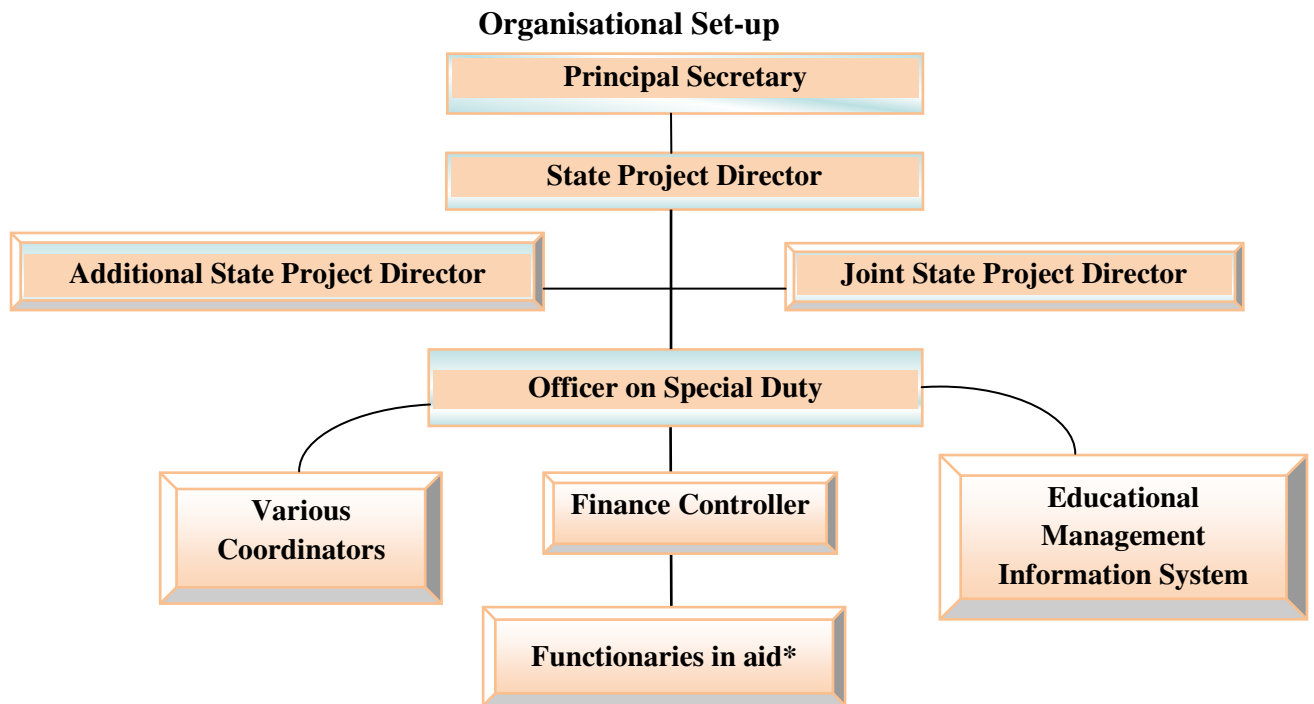 Organisational Set-up
Principal Secretary
State Project Director
Additional State Project Director
Joint State Project Director
Officer on Special Duty
Various
Coordinators
Finance Controller
Educational
Management
Information System
Functionaries in aid*